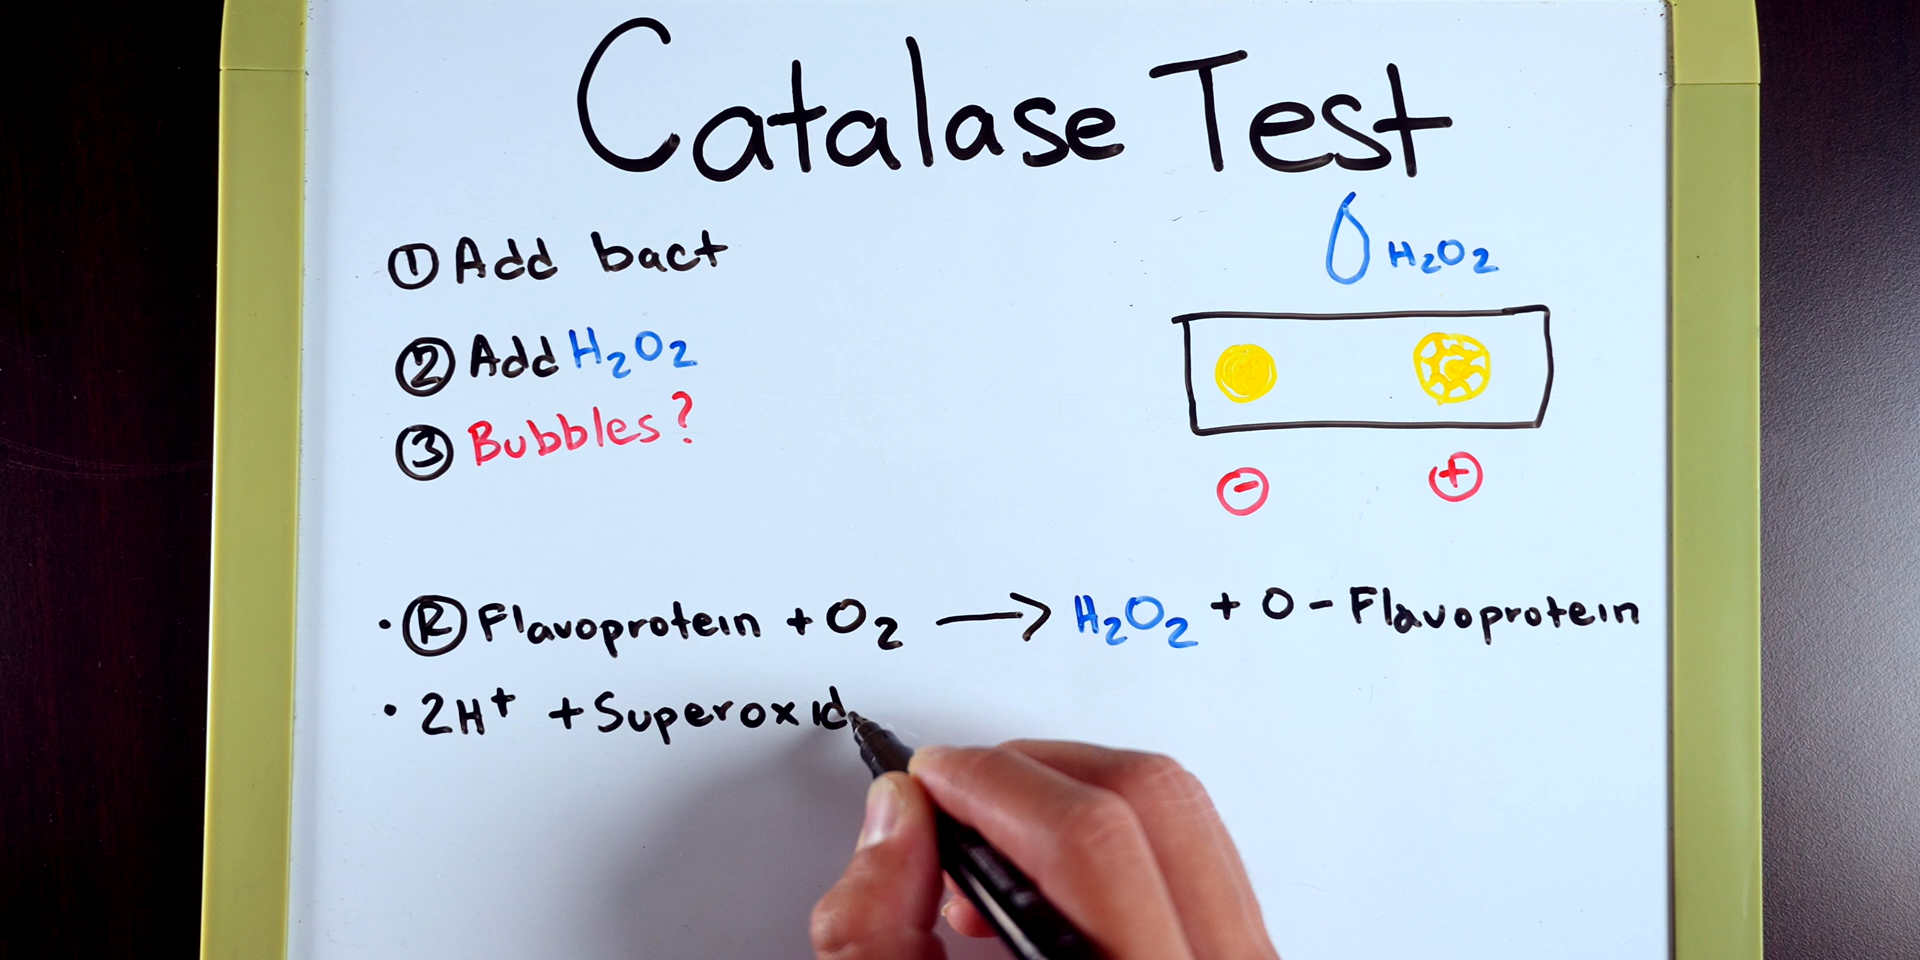 Catalase Test
① Add bact
② Add H₂O₂
③ Bubbles?
H₂O₂
⊖ ⊕
• Ⓡ Flavoprotein + O₂ ⟶ H₂O₂ + O - Flavoprotein
• 2H⁺ + Superoxid